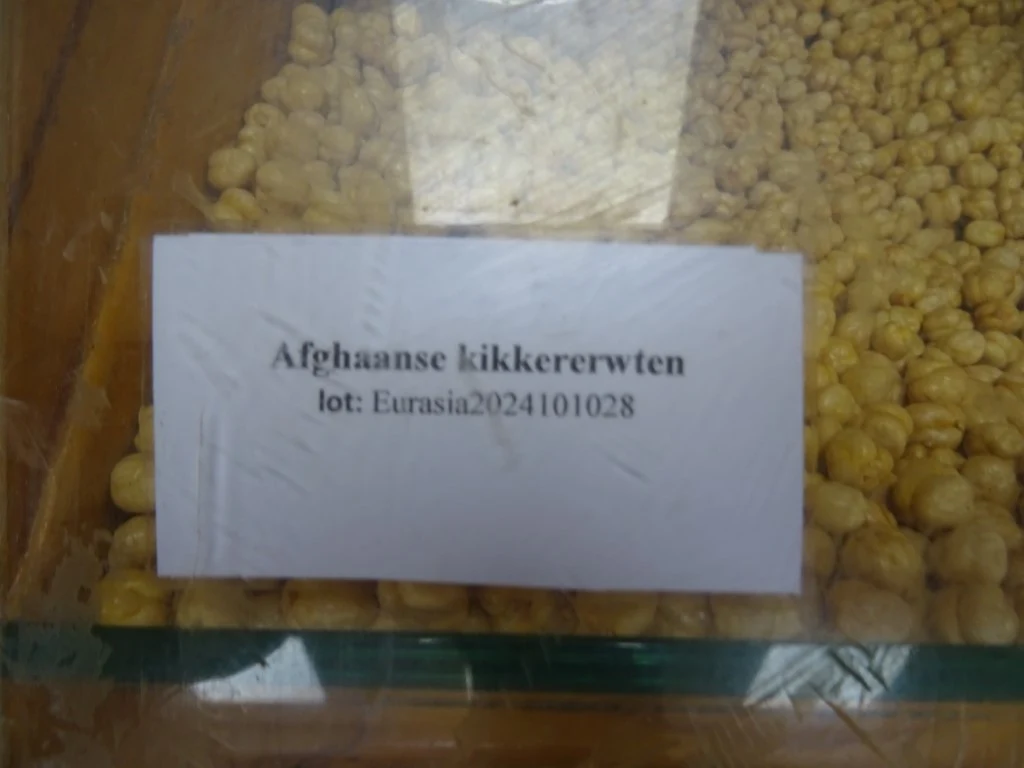 Afghaanse kikkererwten
lot: Eurasia2024101028